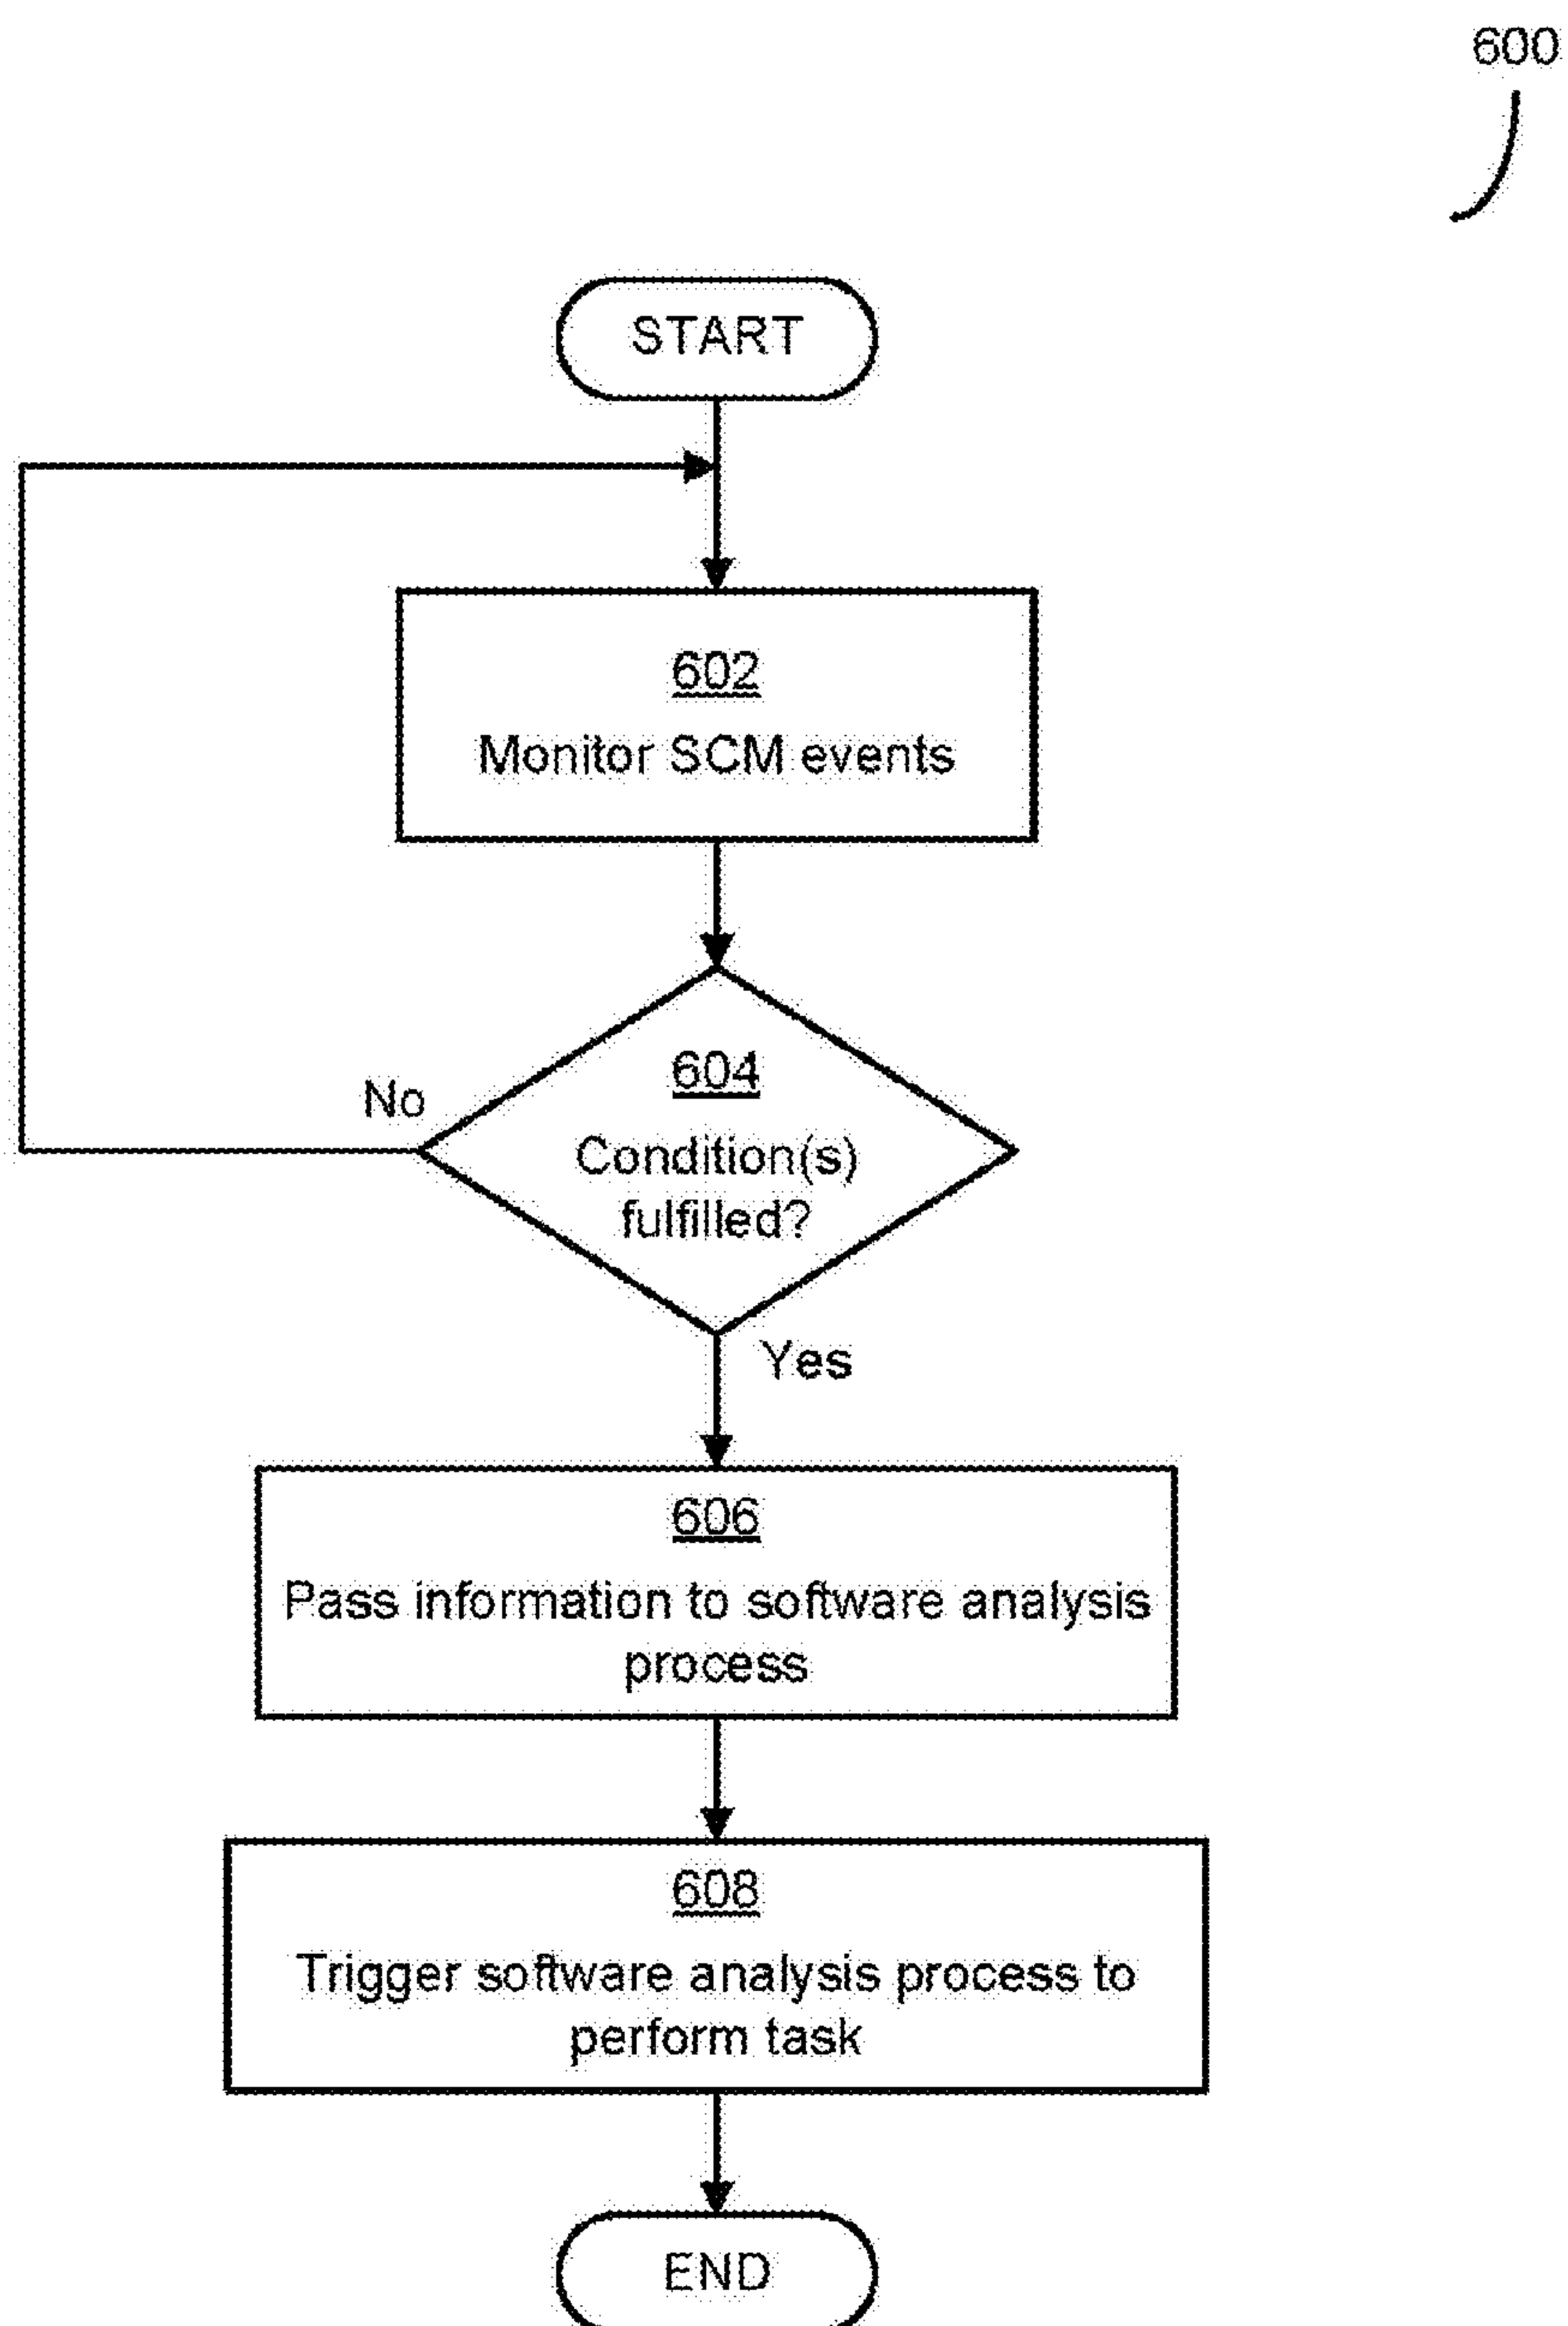 600
START
602
Monitor SCM events
604
Condition(s)
fulfilled?
No
Yes
606
Pass information to software analysis
process
608
Trigger software analysis process to
perform task
END